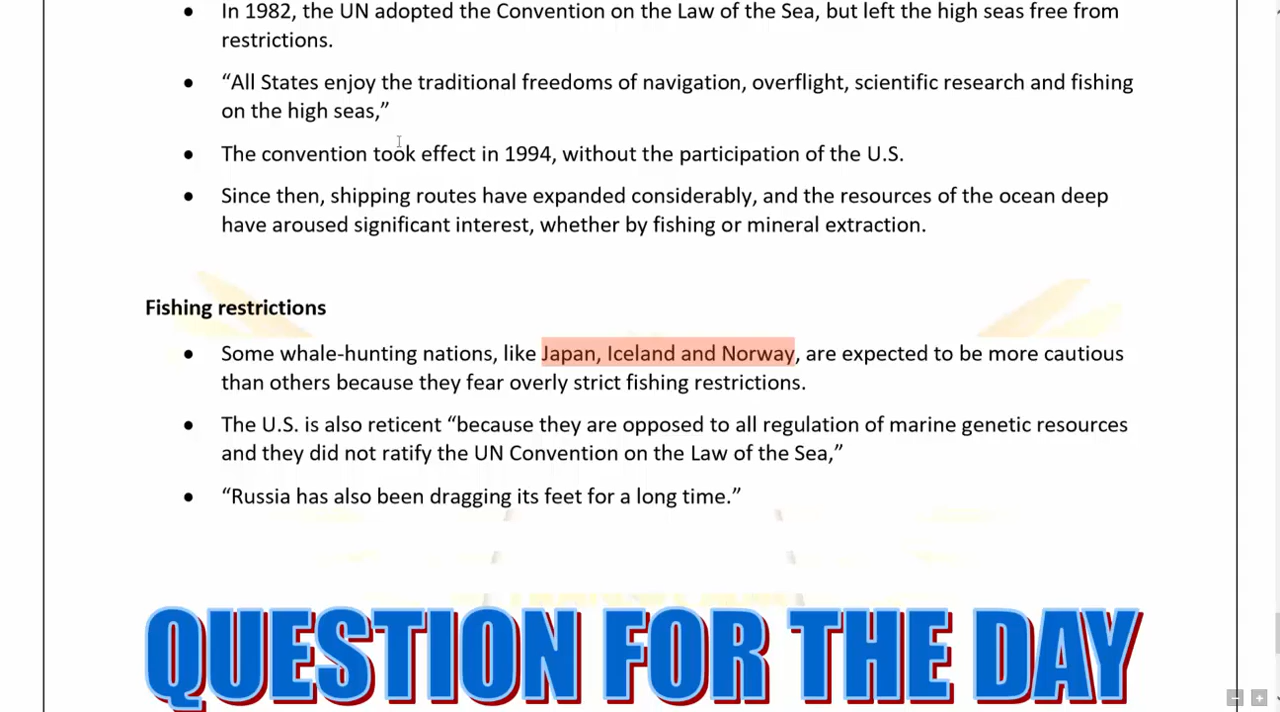 • In 1982, the UN adopted the Convention on the Law of the Sea, but left the high seas free from
restrictions.
• “All States enjoy the traditional freedoms of navigation, overflight, scientific research and fishing
on the high seas,”
• The convention took effect in 1994, without the participation of the U.S.
• Since then, shipping routes have expanded considerably, and the resources of the ocean deep
have aroused significant interest, whether by fishing or mineral extraction.
Fishing restrictions
• Some whale-hunting nations, like Japan, Iceland and Norway, are expected to be more cautious
than others because they fear overly strict fishing restrictions.
• The U.S. is also reticent “because they are opposed to all regulation of marine genetic resources
and they did not ratify the UN Convention on the Law of the Sea,”
• “Russia has also been dragging its feet for a long time.”
QUESTION FOR THE DAY